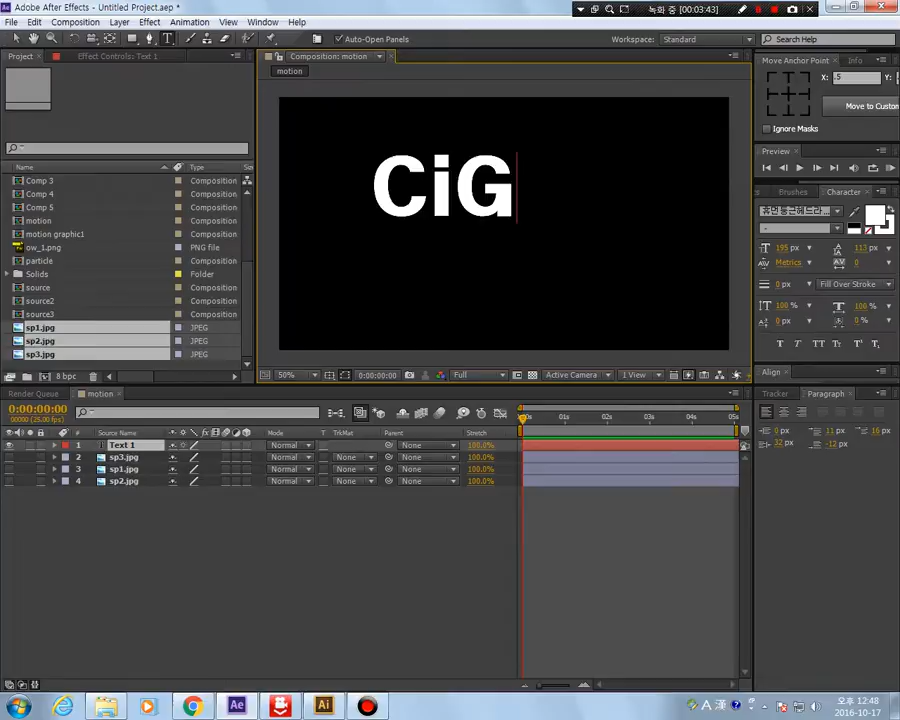 Adobe After Effects - Untitled Project.aep *
녹화 중 [00:03:43]
File Edit Composition Layer Effect Animation View Window Help
Auto-Open Panels
Workspace: Standard
Search Help
Project
Effect Controls: Text 1
Composition: motion
motion
Move Anchor Point
Info
X: .5
Y:
Move to Custom
Ignore Masks
Preview
Name
Type
Comp 3 Composition
Comp 4 Composition
Comp 5 Composition
motion Composition
motion graphic1 Composition
ow_1.png PNG file
particle Composition
Solids Folder
source Composition
source2 Composition
source3 Composition
sp1.jpg JPEG
sp2.jpg JPEG
sp3.jpg JPEG
8 bpc
CiG
50%
0:00:00:00
Full
Active Camera
1 View
Brushes
Character
195 px
113 px
Metrics
0
0 px
Fill Over Stroke
100 %
100 %
0 px
0 %
T T TT Tt T' T,
Align
Tracker
Paragraph
0 px
11 px
16 px
32 px
-12 px
Render Queue
motion
0:00:00:00
00000 (25.00 fps)
# Source Name
Mode
T TrkMat
Parent
Stretch
01s 02s 03s 04s 05s
1 T Text 1 Normal None 100.0%
2 sp3.jpg Normal None None 100.0%
3 sp1.jpg Normal None None 100.0%
4 sp2.jpg Normal None None 100.0%
A 漢
오후 12:48
2016-10-17